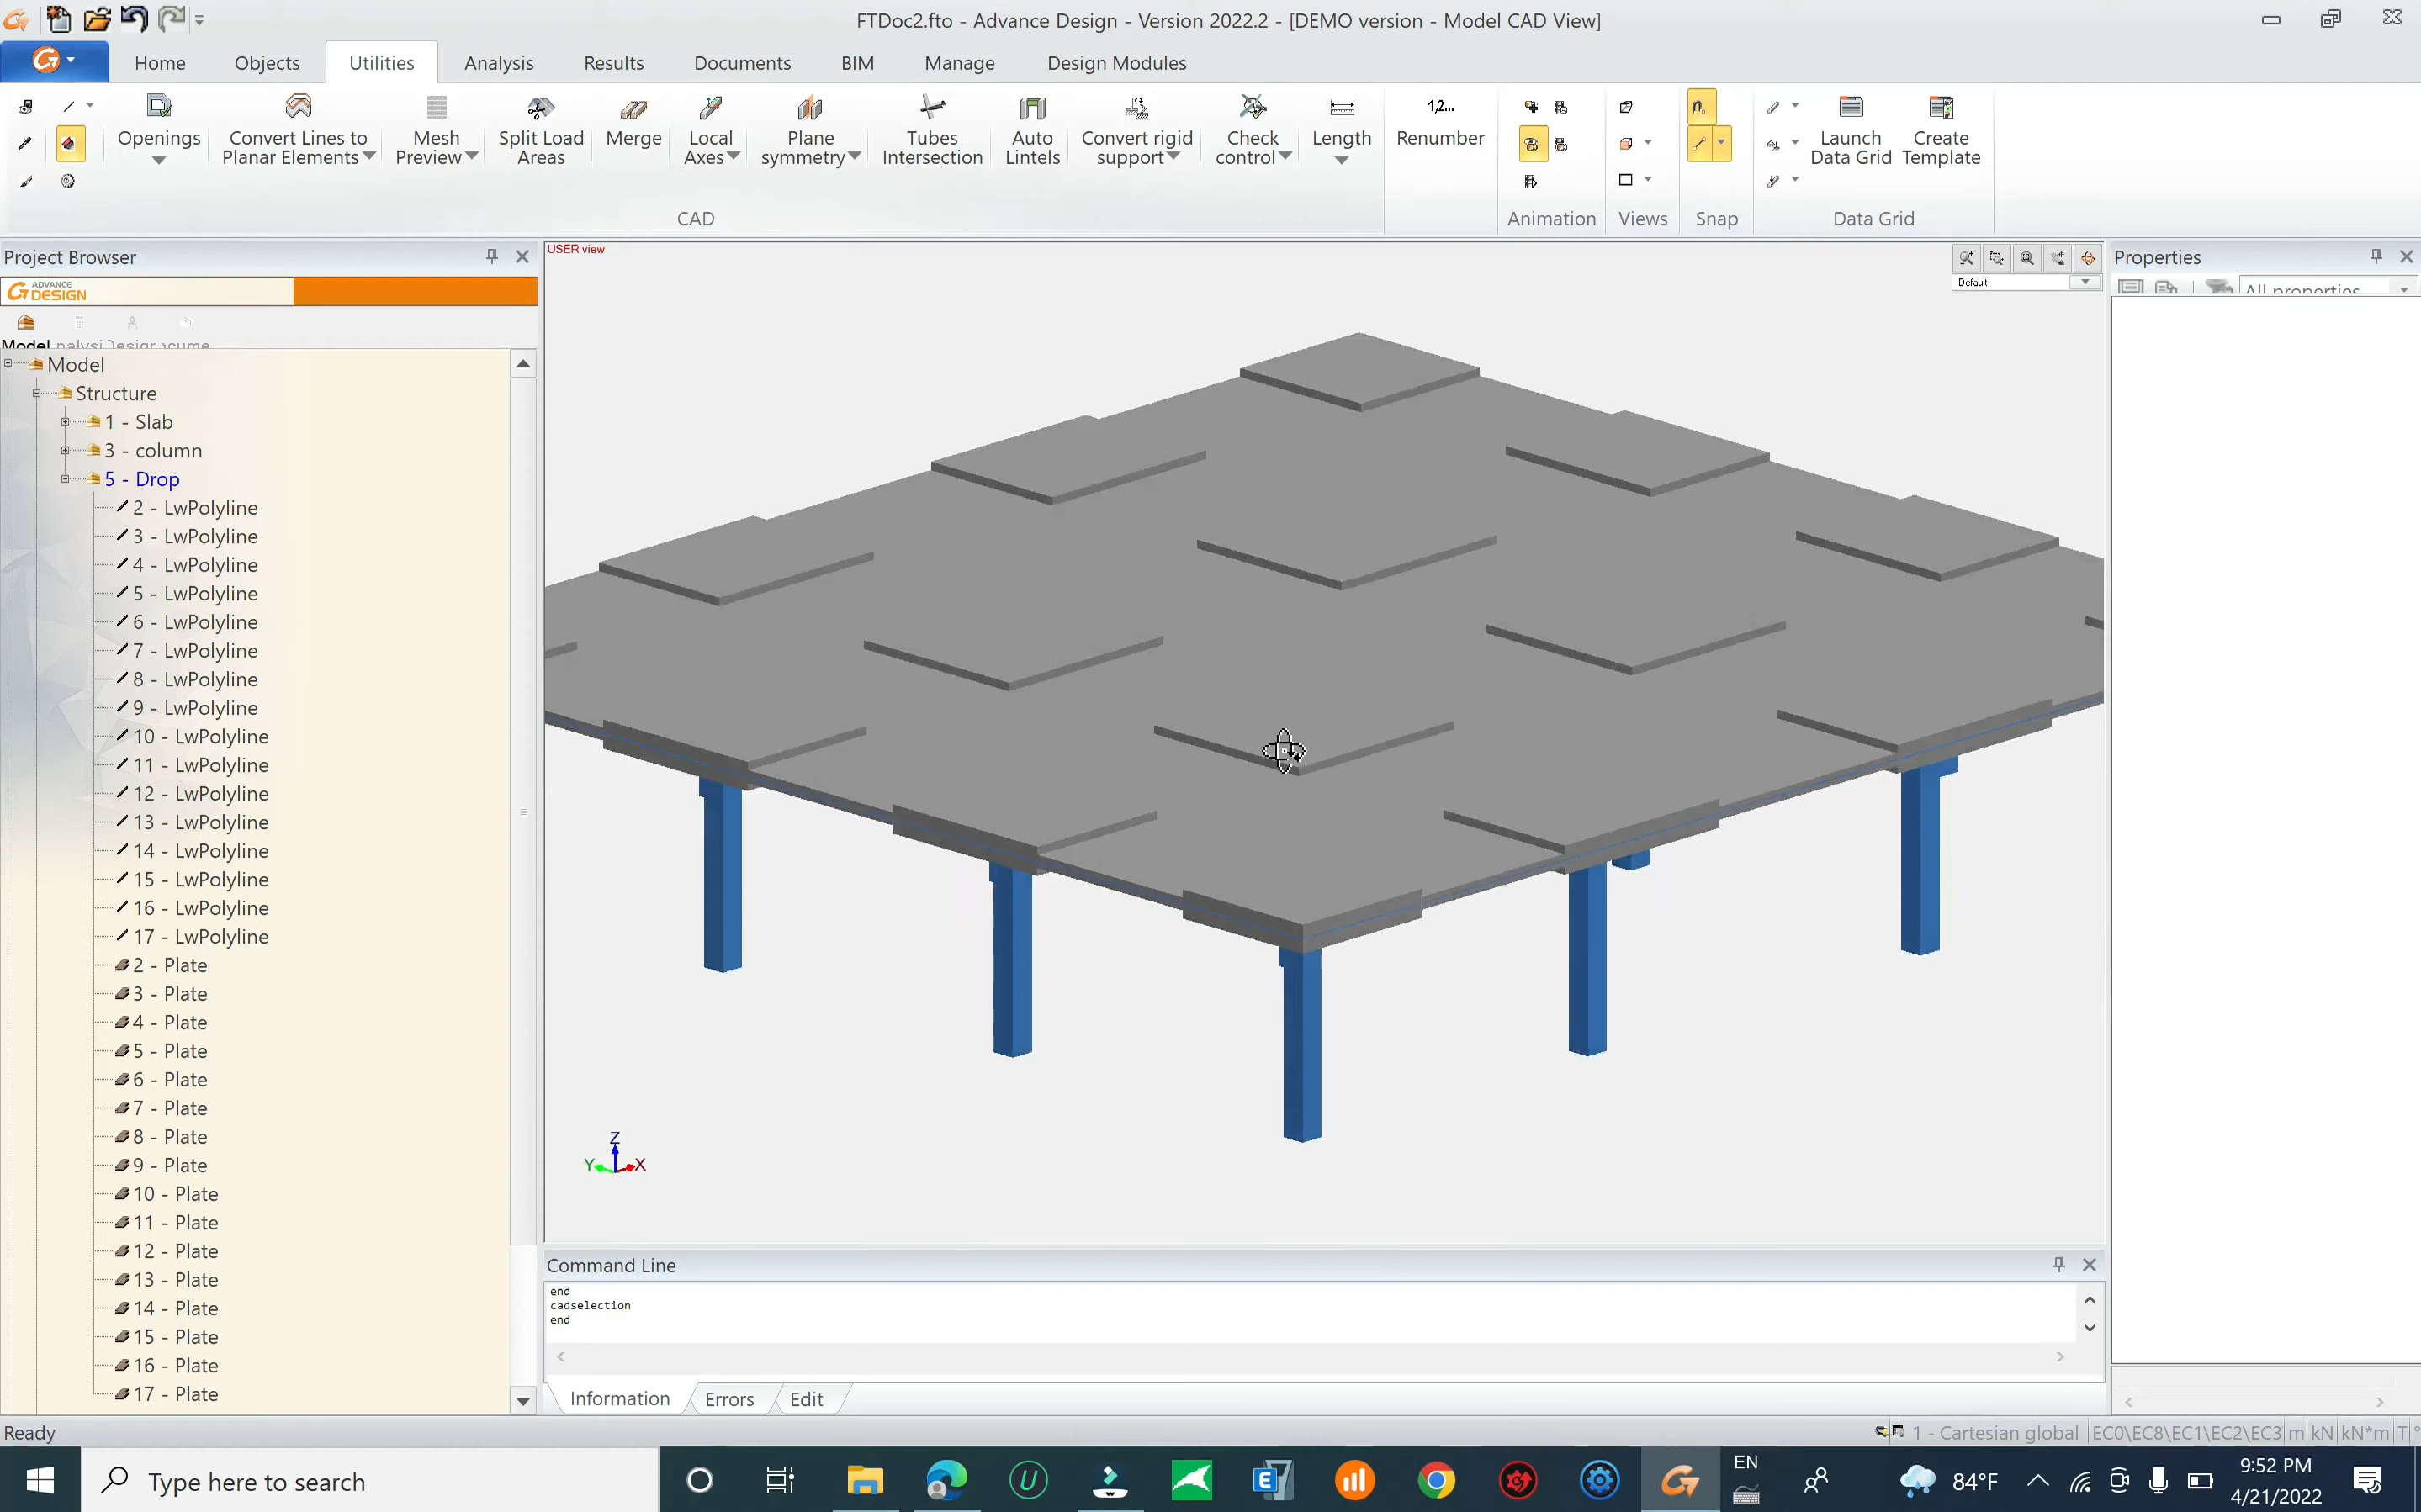 FTDoc2.fto - Advance Design - Version 2022.2 - [DEMO version - Model CAD View]
Home
Objects
Utilities
Analysis
Results
Documents
BIM
Manage
Design Modules
Openings
Convert Lines to
Planar Elements
Mesh
Preview
Split Load
Areas
Merge
Local
Axes
Plane
symmetry
Tubes
Intersection
Auto
Lintels
Convert rigid
support
Check
control
Length
1,2...
Renumber
Launch
Data Grid
Create
Template
CAD
Animation
Views
Snap
Data Grid
Project Browser
ADVANCE
DESIGN
Model
Model
Structure
1 - Slab
3 - column
5 - Drop
2 - LwPolyline
3 - LwPolyline
4 - LwPolyline
5 - LwPolyline
6 - LwPolyline
7 - LwPolyline
8 - LwPolyline
9 - LwPolyline
10 - LwPolyline
11 - LwPolyline
12 - LwPolyline
13 - LwPolyline
14 - LwPolyline
15 - LwPolyline
16 - LwPolyline
17 - LwPolyline
2 - Plate
3 - Plate
4 - Plate
5 - Plate
6 - Plate
7 - Plate
8 - Plate
9 - Plate
10 - Plate
11 - Plate
12 - Plate
13 - Plate
14 - Plate
15 - Plate
16 - Plate
17 - Plate
USER view
Default
Z
Y
X
Properties
All properties
Command Line
end
cadselection
end
Information
Errors
Edit
Ready
1 - Cartesian global
EC0\EC8\EC1\EC2\EC3
m
kN
kN*m
T
°
Type here to search
EN
84°F
9:52 PM
4/21/2022